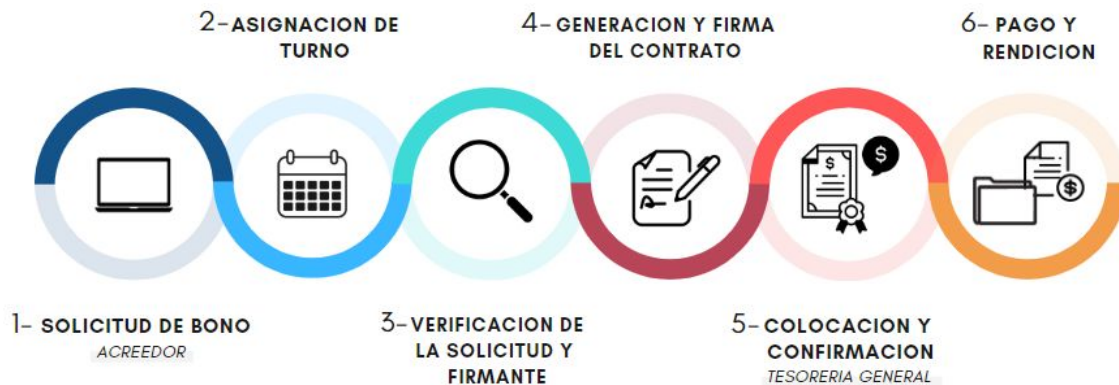 2- ASIGNACION DE
TURNO
4- GENERACION Y FIRMA
DEL CONTRATO
6- PAGO Y
RENDICION
$
$
$
1- SOLICITUD DE BONO
ACREEDOR
3- VERIFICACION DE
LA SOLICITUD Y
FIRMANTE
5- COLOCACION Y
CONFIRMACION
TESORERIA GENERAL